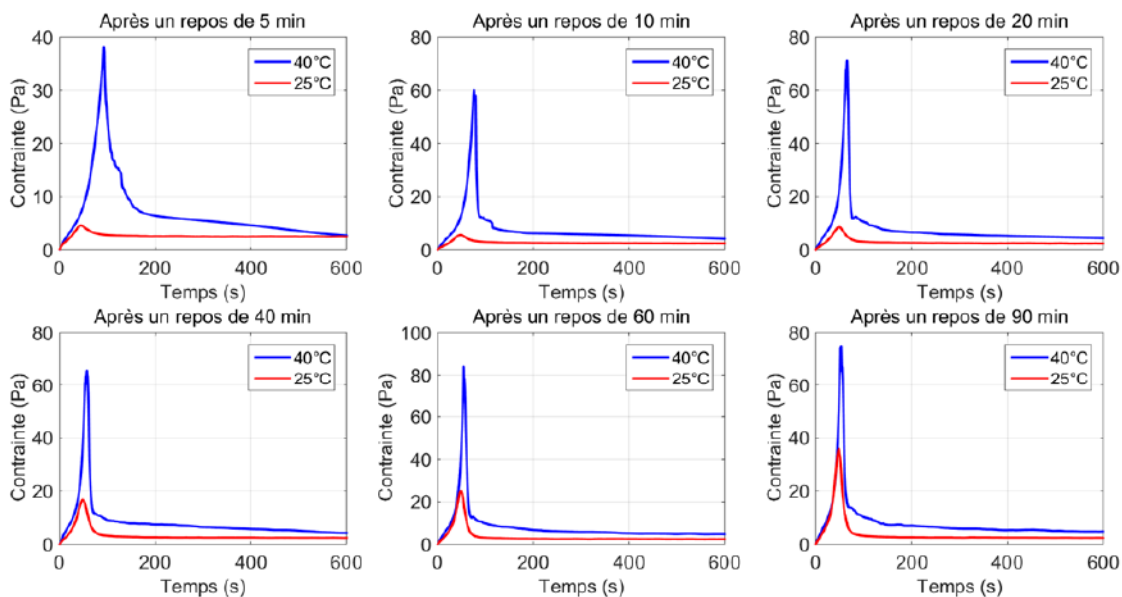 Après un repos de 5 min
Après un repos de 10 min
Après un repos de 20 min
40
30
20
10
0
Contrainte (Pa)
40°C
25°C
0
200
400
600
Temps (s)
80
60
40
20
0
Contrainte (Pa)
40°C
25°C
0
200
400
600
Temps (s)
80
60
40
20
0
Contrainte (Pa)
40°C
25°C
0
200
400
600
Temps (s)
Après un repos de 40 min
Après un repos de 60 min
Après un repos de 90 min
80
60
40
20
0
Contrainte (Pa)
40°C
25°C
0
200
400
600
Temps (s)
100
80
60
40
20
0
Contrainte (Pa)
40°C
25°C
0
200
400
600
Temps (s)
80
60
40
20
0
Contrainte (Pa)
40°C
25°C
0
200
400
600
Temps (s)